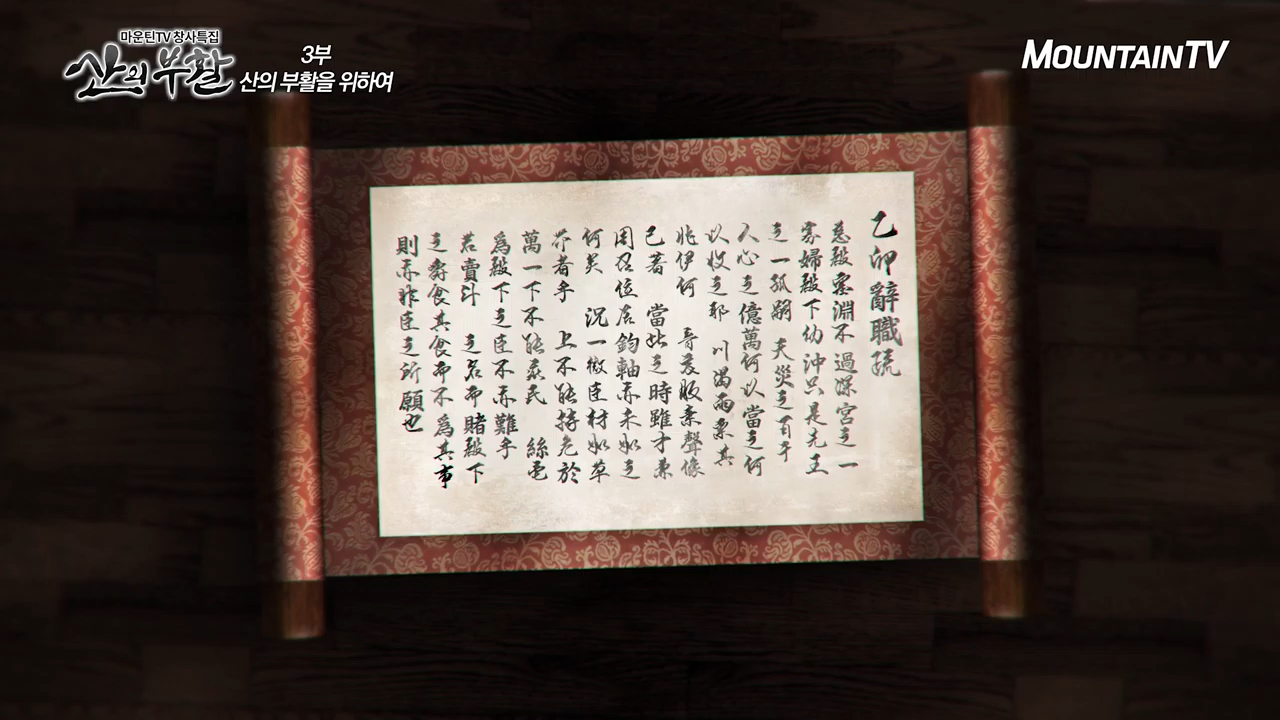 마운틴TV 창사특집
산의 부활
3부
산의 부활을 위하여
MOUNTAINTV
乙卯辭職疏
慈殿塞淵不過深宮之一
寡婦殿下幼沖只是先王
之一孤嗣 天災之百千
人心之億萬何以當之何
以收之耶 川渴雨粟其
兆伊何 音哀服素聲像
已著 當此之時雖才兼
周召位居鈞軸亦末如之
何矣 況一微臣材如草
芥者乎 上不能持危於
萬一下不能庇民 絲毛
爲殿下之臣不亦難乎
若賣斗 之名而賭殿下
之爵食其食而不爲其事
則亦非臣之所願也